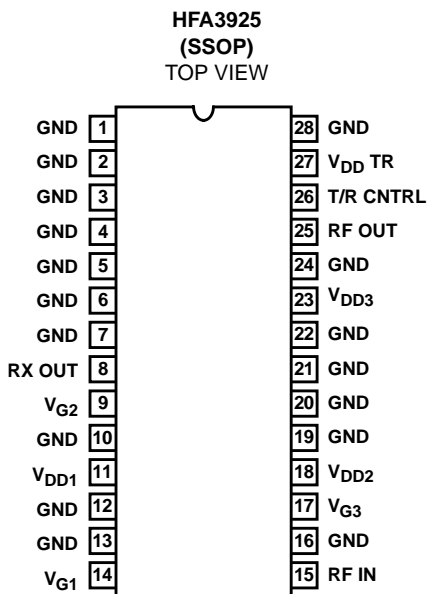 HFA3925
(SSOP)
TOP VIEW
GND 1 28 GND
GND 2 27 VDD TR
GND 3 26 T/R CNTRL
GND 4 25 RF OUT
GND 5 24 GND
GND 6 23 VDD3
GND 7 22 GND
RX OUT 8 21 GND
VG2 9 20 GND
GND 10 19 GND
VDD1 11 18 VDD2
GND 12 17 VG3
GND 13 16 GND
VG1 14 15 RF IN